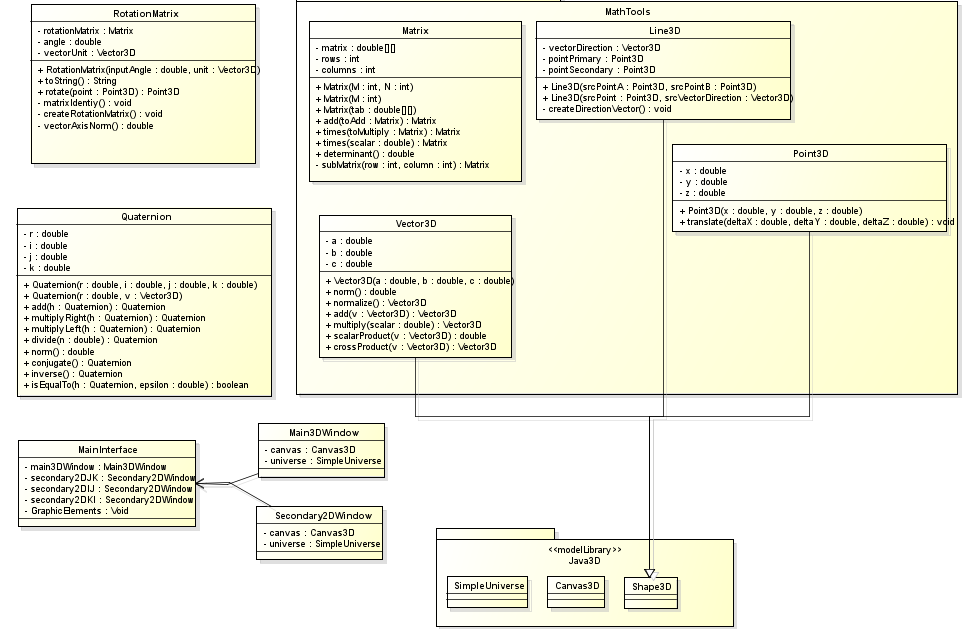 RotationMatrix
- rotationMatrix : Matrix
- angle : double
- vectorUnit : Vector3D
+ RotationMatrix(inputAngle : double, unit : Vector3D)
+ toString() : String
+ rotate(point : Point3D) : Point3D
- matrixIdentiy() : void
- createRotationMatrix() : void
- vectorAxisNorm() : double
Quaternion
- r : double
- i : double
- j : double
- k : double
+ Quaternion(r : double, i : double, j : double, k : double)
+ Quaternion(r : double, v : Vector3D)
+ add(h : Quaternion) : Quaternion
+ multiplyRight(h : Quaternion) : Quaternion
+ multiplyLeft(h : Quaternion) : Quaternion
+ divide(n : double) : Quaternion
+ norm() : double
+ conjugate() : Quaternion
+ inverse() : Quaternion
+ isEqualTo(h : Quaternion, epsilon : double) : boolean
MathTools
Matrix
- matrix : double[][]
- rows : int
- columns : int
+ Matrix(M : int, N : int)
+ Matrix(M : int)
+ Matrix(tab : double[][])
+ add(toAdd : Matrix) : Matrix
+ times(toMultiply : Matrix) : Matrix
+ times(scalar : double) : Matrix
+ determinant() : double
- subMatrix(row : int, column : int) : Matrix
Line3D
- vectorDirection : Vector3D
- pointPrimary : Point3D
- pointSecondary : Point3D
+ Line3D(srcPointA : Point3D, srcPointB : Point3D)
+ Line3D(srcPoint : Point3D, srcVectorDirection : Vector3D)
- createDirectionVector() : void
Point3D
- x : double
- y : double
- z : double
+ Point3D(x : double, y : double, z : double)
+ translate(deltaX : double, deltaY : double, deltaZ : double) : void
Vector3D
- a : double
- b : double
- c : double
+ Vector3D(a : double, b : double, c : double)
+ norm() : double
+ normalize() : Vector3D
+ add(v : Vector3D) : Vector3D
+ multiply(scalar : double) : Vector3D
+ scalarProduct(v : Vector3D) : double
+ crossProduct(v : Vector3D) : Vector3D
MainInterface
- main3DWindow : Main3DWindow
- secondary2DJK : Secondary2DWindow
- secondary2DIJ : Secondary2DWindow
- secondary2DKI : Secondary2DWindow
- GraphicElements : Void
Main3DWindow
- canvas : Canvas3D
- universe : SimpleUniverse
Secondary2DWindow
- canvas : Canvas3D
- universe : SimpleUniverse
<<modelLibrary>>
Java3D
SimpleUniverse
Canvas3D
Shape3D